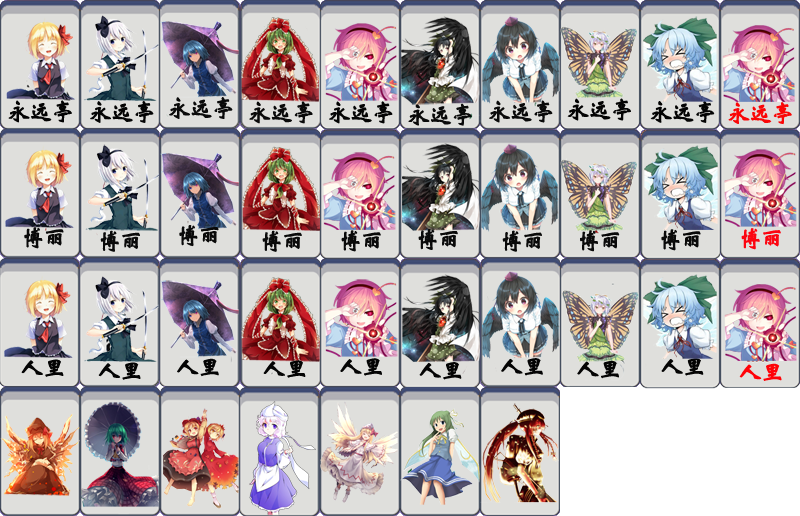 永远亭 永远亭 永远亭 永远亭 永远亭 永远亭 永远亭 永远亭 永远亭 永远亭
博丽 博丽 博丽 博丽 博丽 博丽 博丽 博丽 博丽 博丽
人里 人里 人里 人里 人里 人里 人里 人里 人里 人里